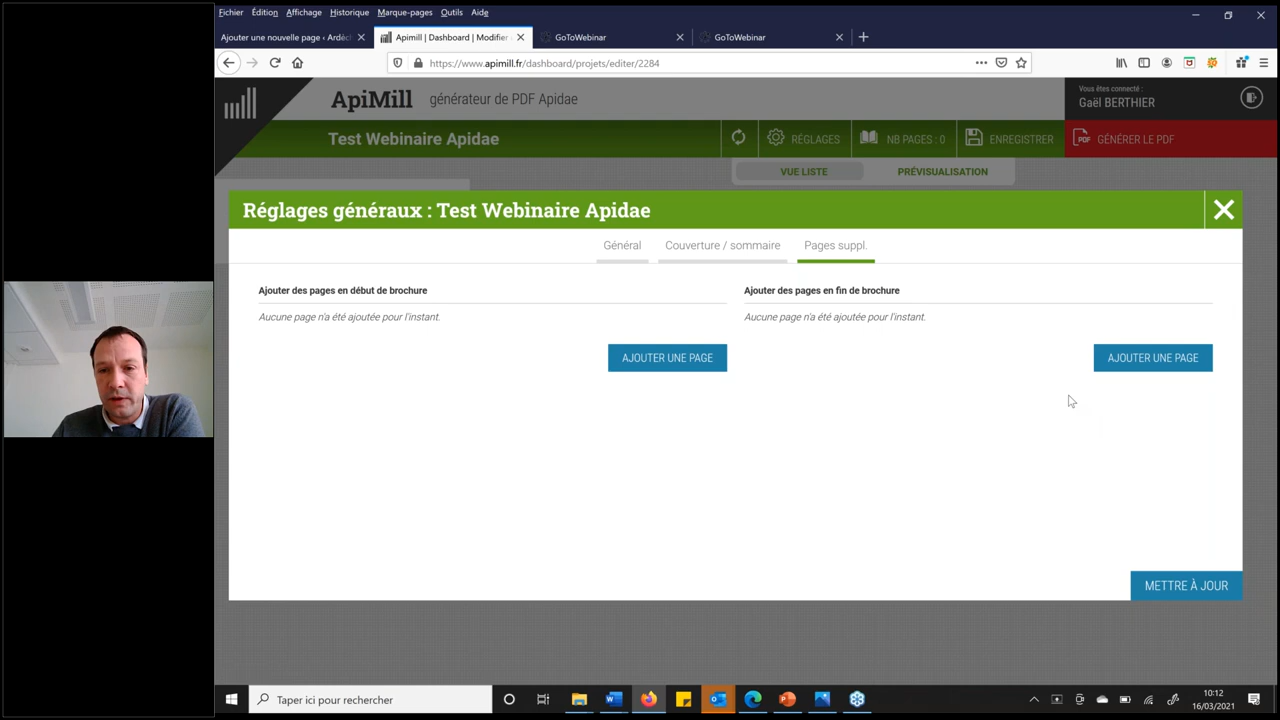 Fichier Édition Affichage Historique Marque-pages Outils Aide
Ajouter une nouvelle page ‹ Ardèc
Apimill | Dashboard | Modifier
GoToWebinar
GoToWebinar
https://www.apimill.fr/dashboard/projets/editer/2284
ApiMill générateur de PDF Apidae
Vous êtes connecté :
Gaël BERTHIER
Test Webinaire Apidae
RÉGLAGES
NB PAGES : 0
ENREGISTRER
PDF GÉNÉRER LE PDF
VUE LISTE
PRÉVISUALISATION
Réglages généraux : Test Webinaire Apidae
Général
Couverture / sommaire
Pages suppl.
Ajouter des pages en début de brochure
Aucune page n'a été ajoutée pour l'instant.
AJOUTER UNE PAGE
Ajouter des pages en fin de brochure
Aucune page n'a été ajoutée pour l'instant.
AJOUTER UNE PAGE
METTRE À JOUR
Taper ici pour rechercher
10:12
16/03/2021